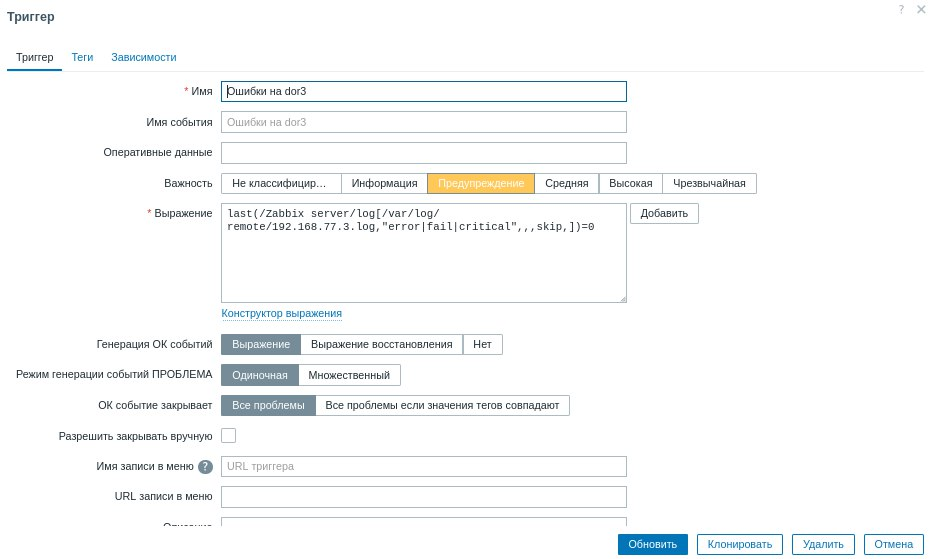 Триггер
? ×
Триггер Теги Зависимости
* Имя Ошибки на dor3
Имя события Ошибки на dor3
Оперативные данные
Важность Не классифицир... Информация Предупреждение Средняя Высокая Чрезвычайная
* Выражение last(/Zabbix server/log[/var/log/
remote/192.168.77.3.log,"error|fail|critical",,,skip,])=0
Добавить
Конструктор выражения
Генерация ОК событий Выражение Выражение восстановления Нет
Режим генерации событий ПРОБЛЕМА Одиночная Множественный
ОК событие закрывает Все проблемы Все проблемы если значения тегов совпадают
Разрешить закрывать вручную
Имя записи в меню ? URL триггера
URL записи в меню
Описание
Обновить Клонировать Удалить Отмена